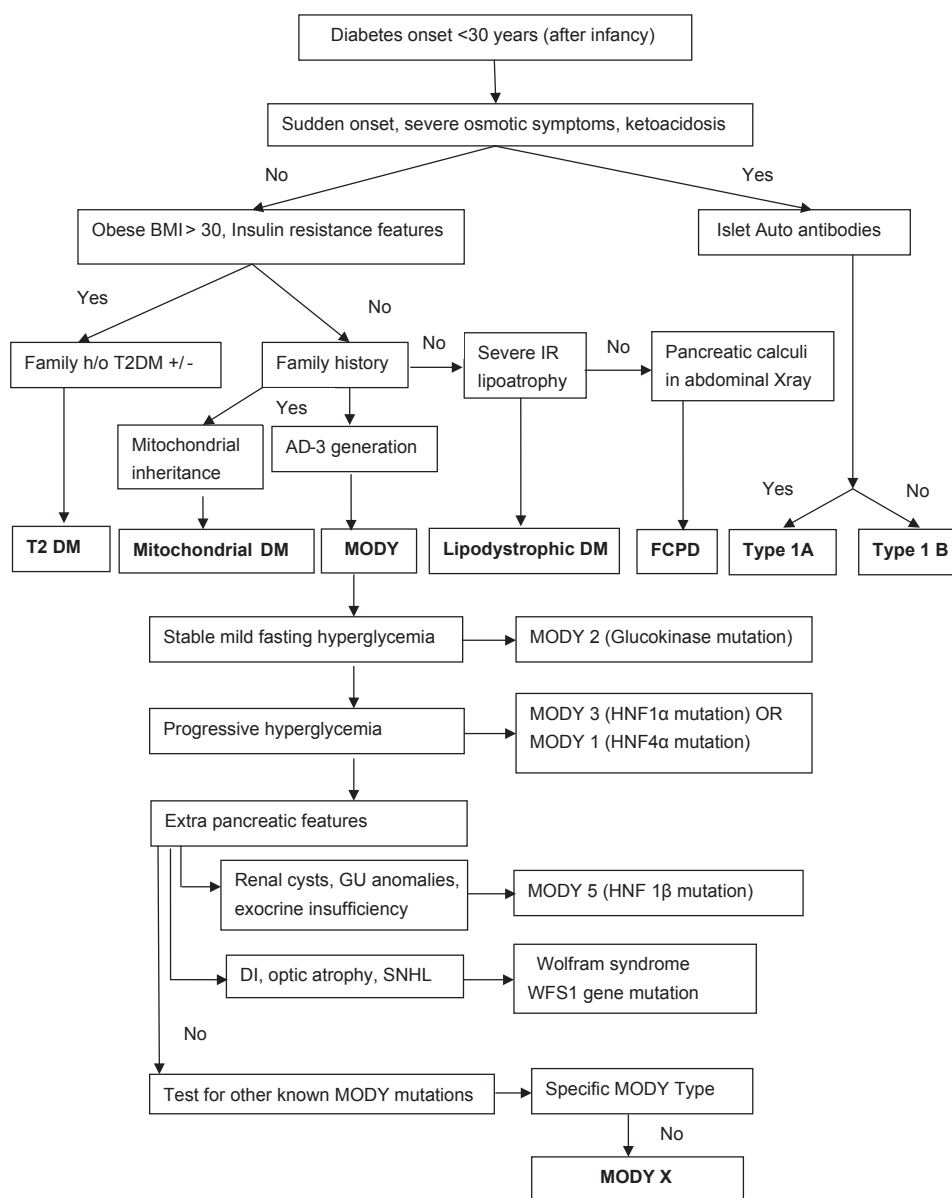 Diabetes onset <30 years (after infancy)
Sudden onset, severe osmotic symptoms, ketoacidosis
No
Yes
Obese BMI > 30, Insulin resistance features
Islet Auto antibodies
Yes
No
Family h/o T2DM +/-
Family history
No
Severe IR
lipoatrophy
No
Pancreatic calculi
in abdominal Xray
Yes
Mitochondrial
inheritance
AD-3 generation
Yes
No
T2 DM
Mitochondrial DM
MODY
Lipodystrophic DM
FCPD
Type 1A
Type 1 B
Stable mild fasting hyperglycemia
MODY 2 (Glucokinase mutation)
Progressive hyperglycemia
MODY 3 (HNF1α mutation) OR
MODY 1 (HNF4α mutation)
Extra pancreatic features
Renal cysts, GU anomalies,
exocrine insufficiency
MODY 5 (HNF 1β mutation)
DI, optic atrophy, SNHL
Wolfram syndrome
WFS1 gene mutation
No
Test for other known MODY mutations
Specific MODY Type
No
MODY X